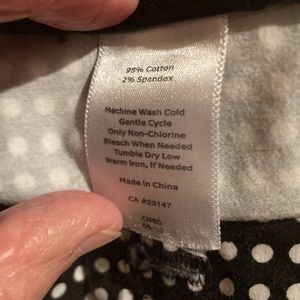 98% Cotton
2% Spandex
Machine Wash Cold
Gentle Cycle
Only Non-Chlorine
Bleach When Needed
Tumble Dry Low
Warm Iron, If Needed
Made in China
CA #23147